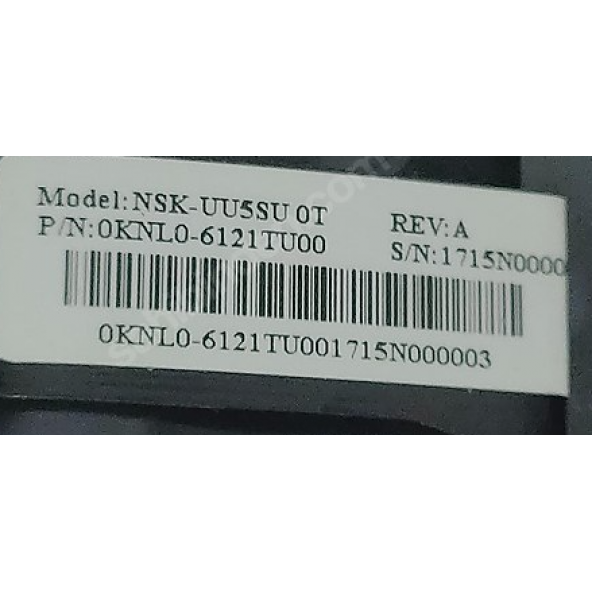 Model:NSK-UU5SU 0T
REV:A
P/N:0KNL0-6121TU00
S/N:1715N0000
0KNL0-6121TU001715N000003